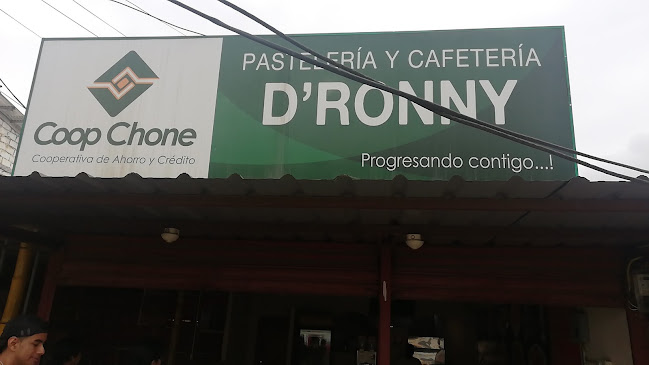 Coop Chone
Cooperativa de Ahorro y Crédito
PASTELERÍA Y CAFETERÍA
D'RONNY
Progresando contigo...!